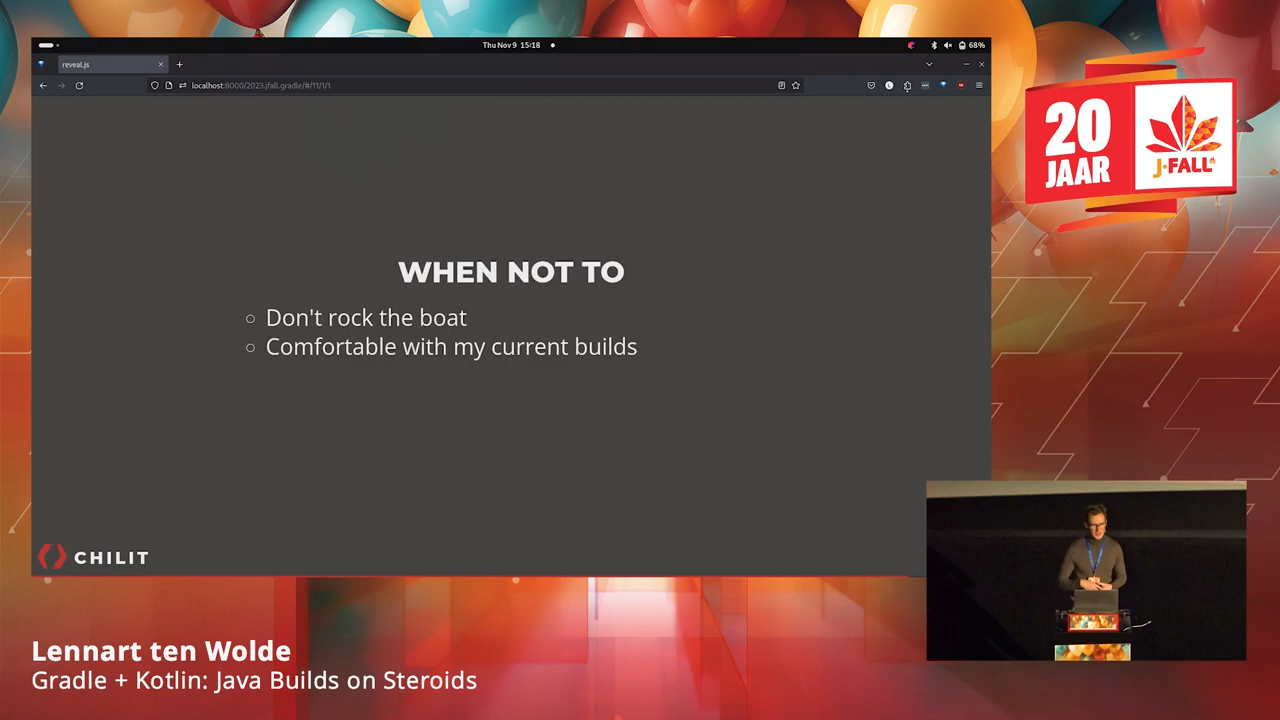 Thu Nov 9 15:18
68%
reveal.js
localhost:8000/2023.jfall.gradle/#/11/1/1
20
JAAR
J·FALL
WHEN NOT TO
Don't rock the boat
Comfortable with my current builds
CHILIT
Lennart ten Wolde
Gradle + Kotlin: Java Builds on Steroids